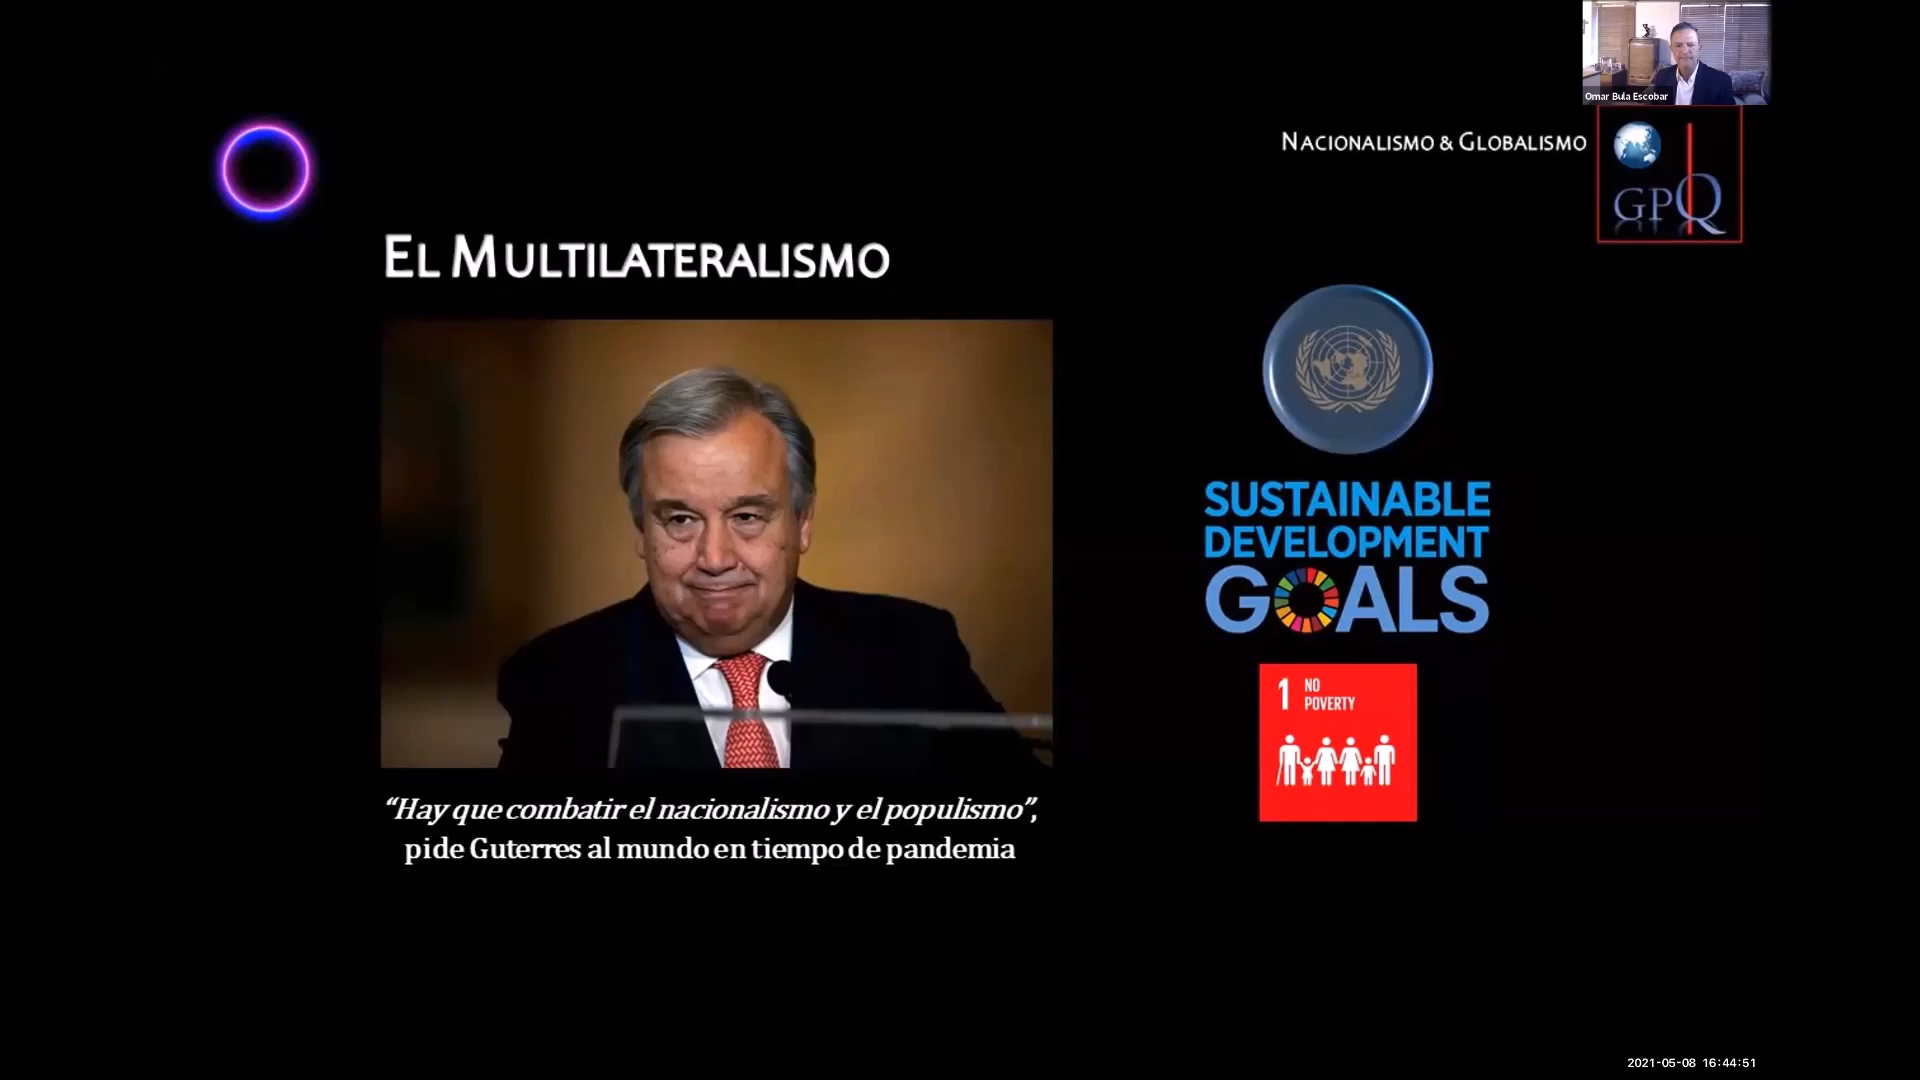 Omar Bula Escobar
NACIONALISMO & GLOBALISMO
GPQ
EL MULTILATERALISMO
SUSTAINABLE
DEVELOPMENT
GOALS
1 NO
POVERTY
“Hay que combatir el nacionalismo y el populismo”,
pide Guterres al mundo en tiempo de pandemia
2021-05-08 16:44:51